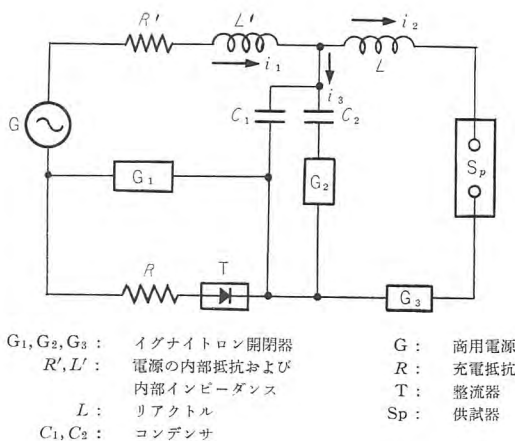 R′
L′
i₂
i₁
L
i₃
C₁
C₂
G
Sp
G₁
G₂
R
T
G₃
G₁, G₂, G₃ : イグナイトロン開閉器
R′, L′ : 電源の内部抵抗および
内部インピーダンス
L : リアクトル
C₁, C₂ : コンデンサ
G : 商用電源
R : 充電抵抗
T : 整流器
Sp : 供試器